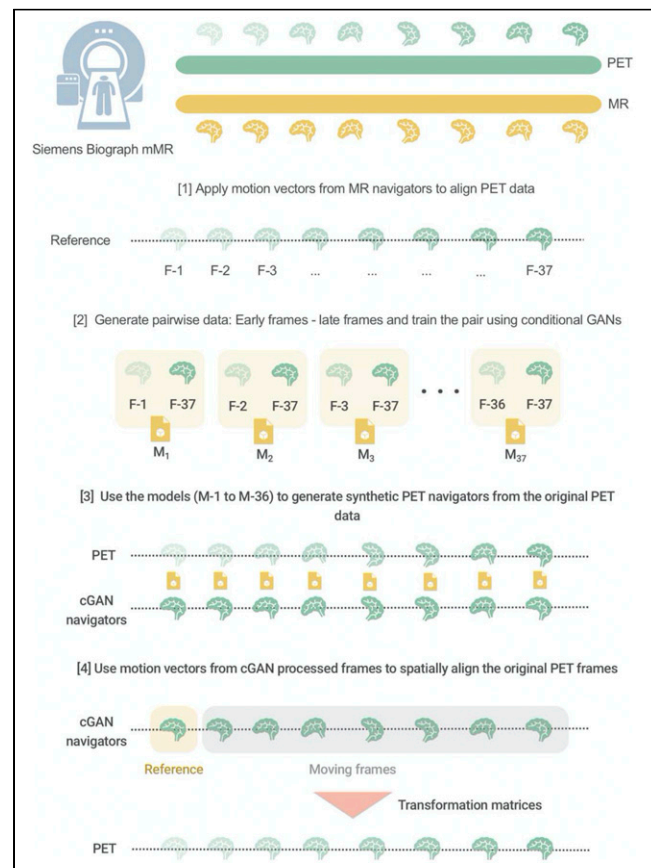 PET
MR
Siemens Biograph mMR
[1] Apply motion vectors from MR navigators to align PET data
Reference
F-1 F-2 F-3 ... ... ... ... F-37
[2] Generate pairwise data: Early frames - late frames and train the pair using conditional GANs
F-1 F-37 F-2 F-37 F-3 F-37 F-36 F-37
M1 M2 M3 M37
[3] Use the models (M-1 to M-36) to generate synthetic PET navigators from the original PET
data
PET
cGAN
navigators
[4] Use motion vectors from cGAN processed frames to spatially align the original PET frames
cGAN
navigators
Reference Moving frames
Transformation matrices
PET